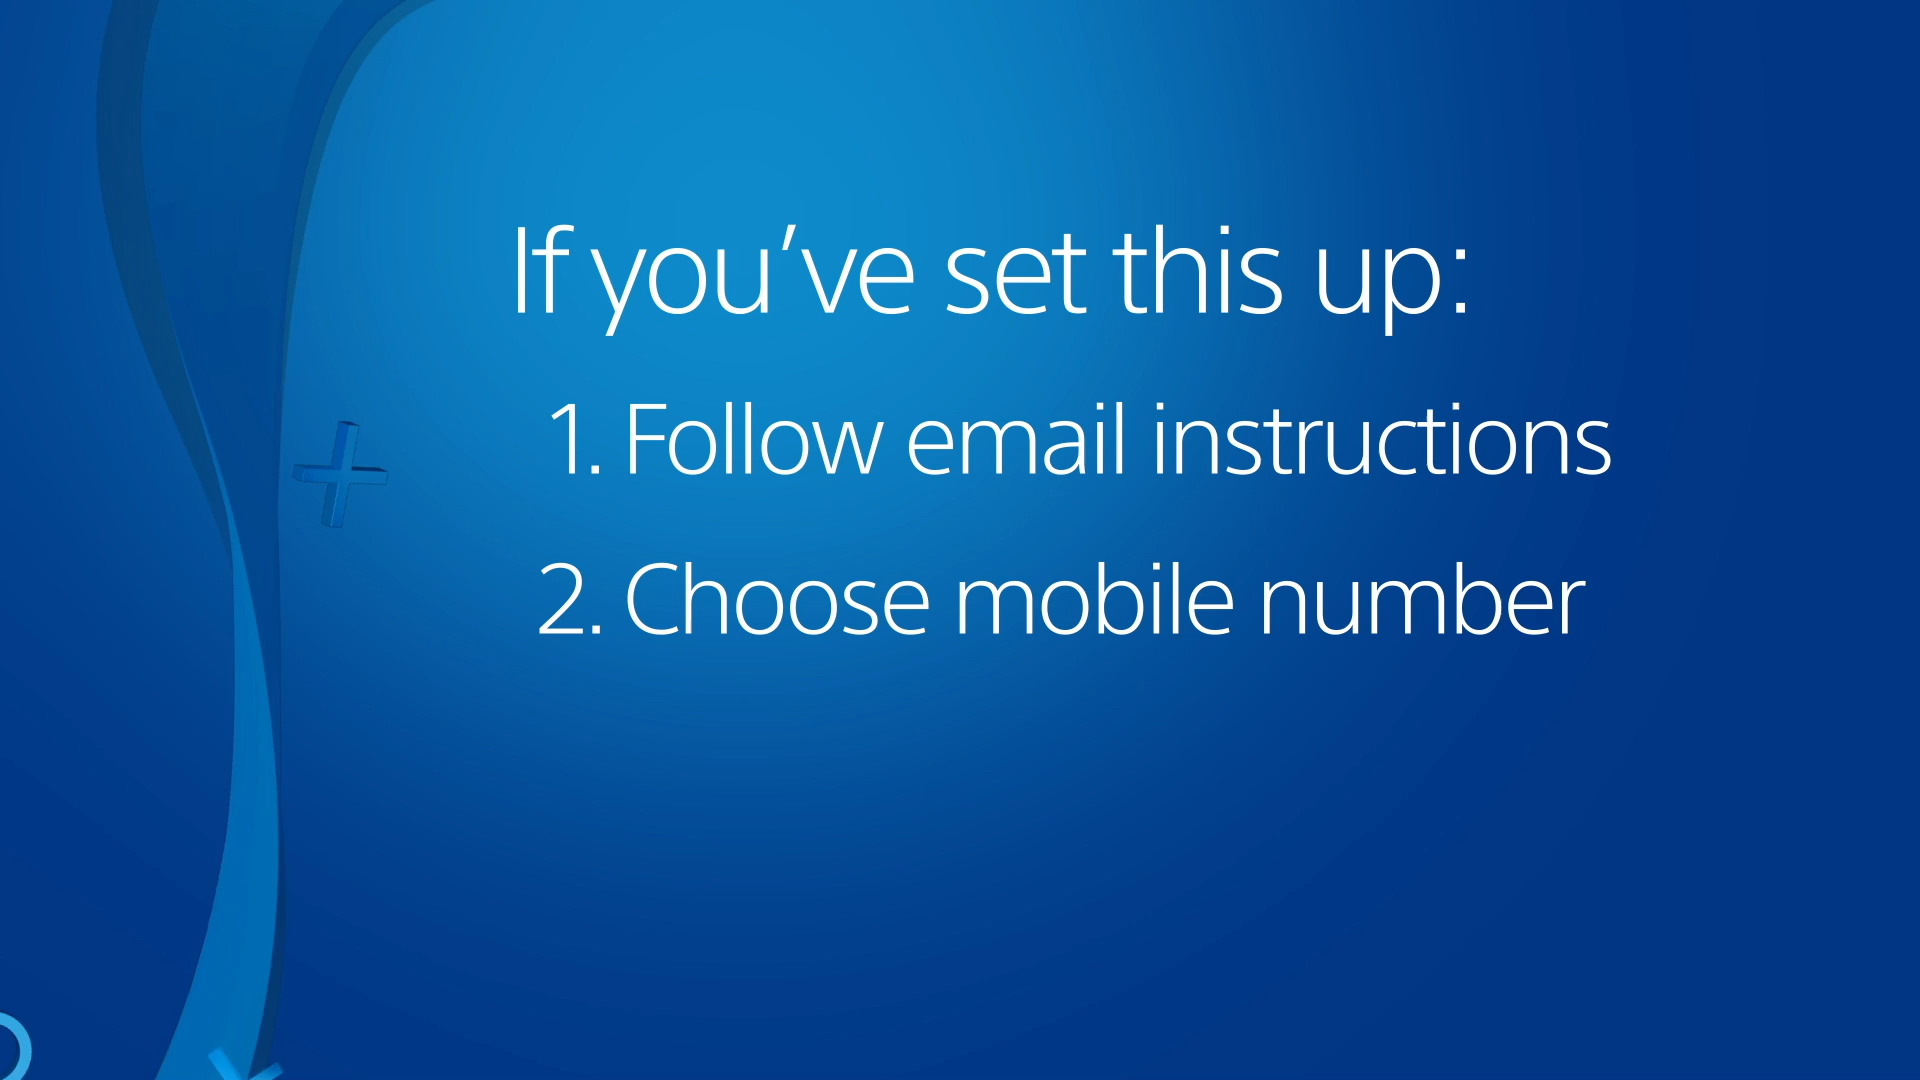 If you’ve set this up:
1. Follow email instructions
2. Choose mobile number